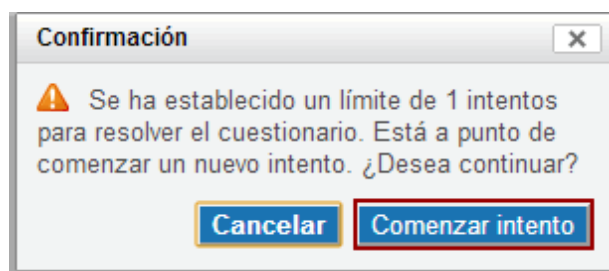 Confirmación
Se ha establecido un límite de 1 intentos
para resolver el cuestionario. Está a punto de
comenzar un nuevo intento. ¿Desea continuar?
Cancelar Comenzar intento